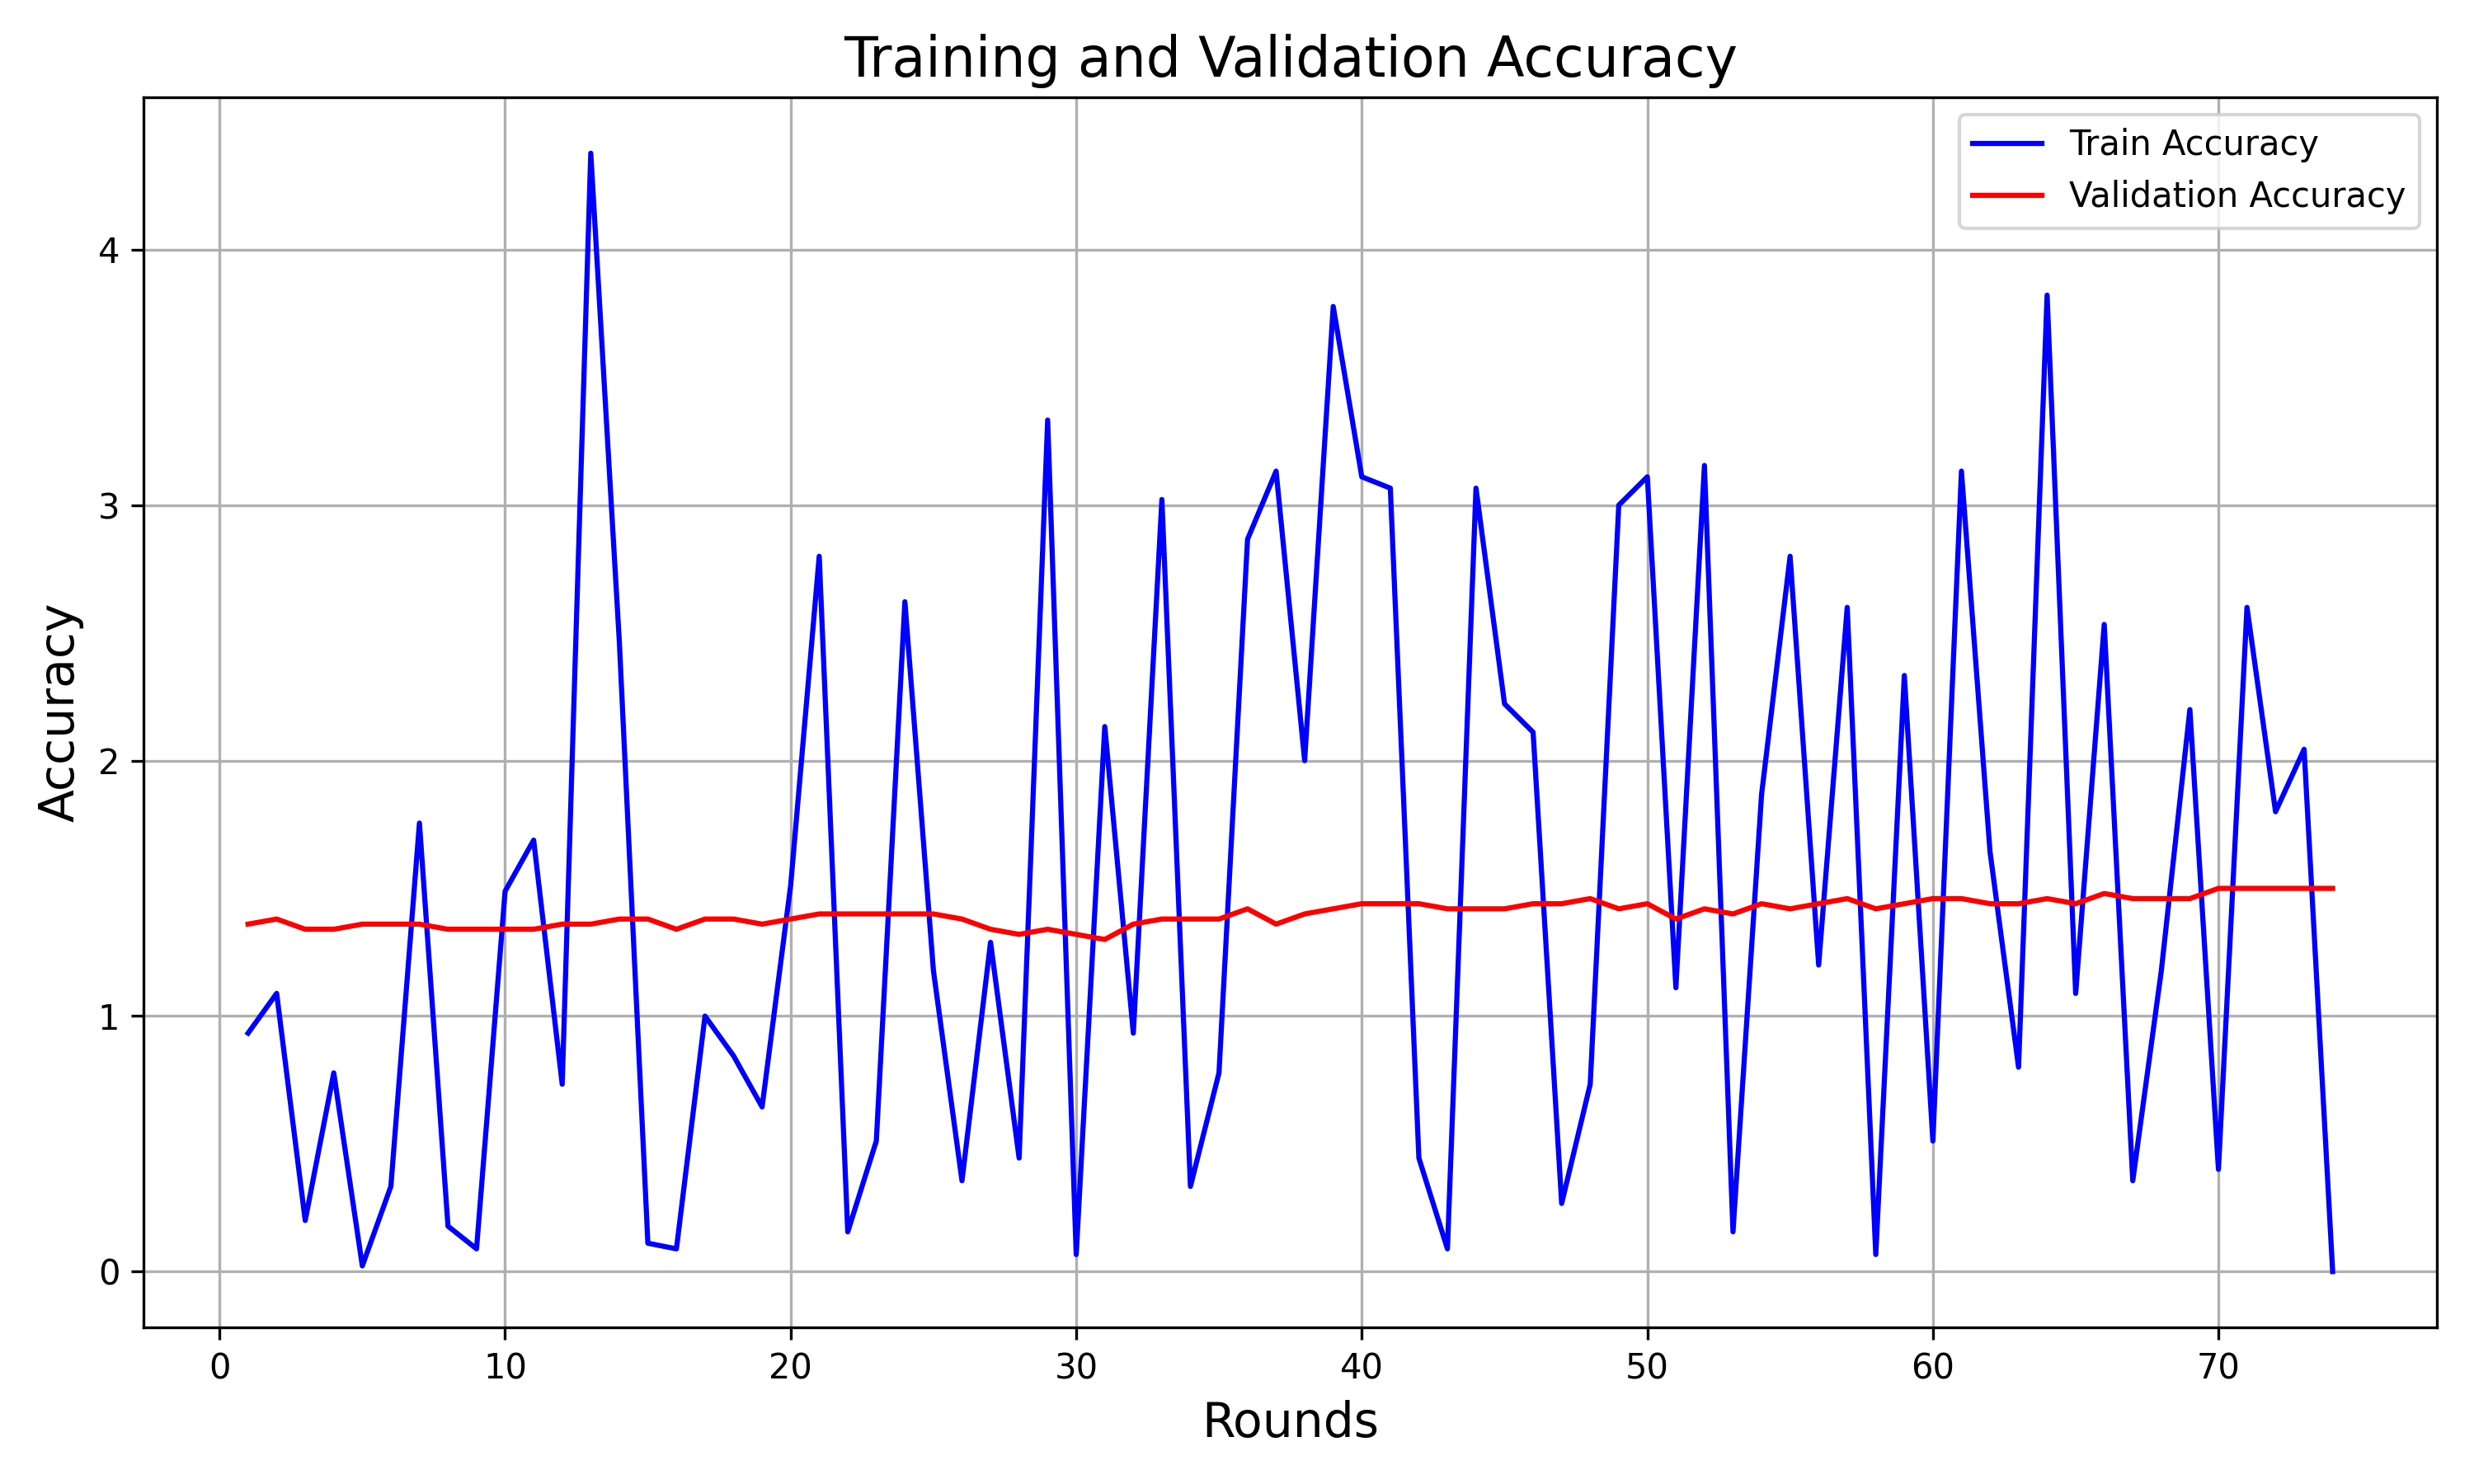 Training and Validation Accuracy
Train Accuracy
Validation Accuracy
4
3
2
1
0
Accuracy
0 10 20 30 40 50 60 70
Rounds